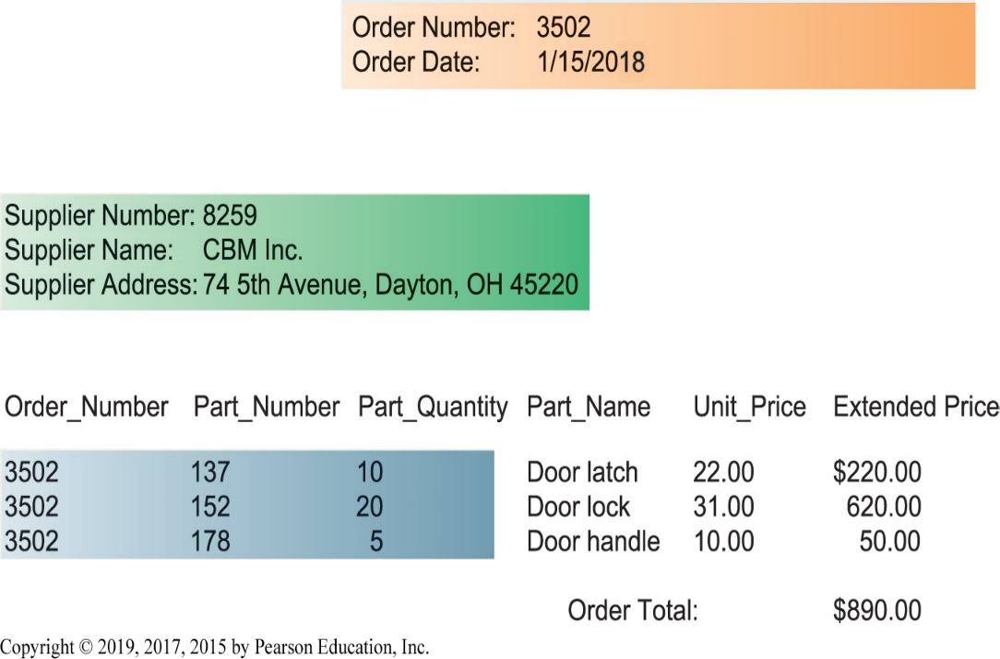 Order Number: 3502
Order Date: 1/15/2018
Supplier Number: 8259
Supplier Name: CBM Inc.
Supplier Address: 74 5th Avenue, Dayton, OH 45220
Order_Number Part_Number Part_Quantity Part_Name Unit_Price Extended Price
3502 137 10 Door latch 22.00 $220.00
3502 152 20 Door lock 31.00 620.00
3502 178 5 Door handle 10.00 50.00
Order Total: $890.00
Copyright © 2019, 2017, 2015 by Pearson Education, Inc.